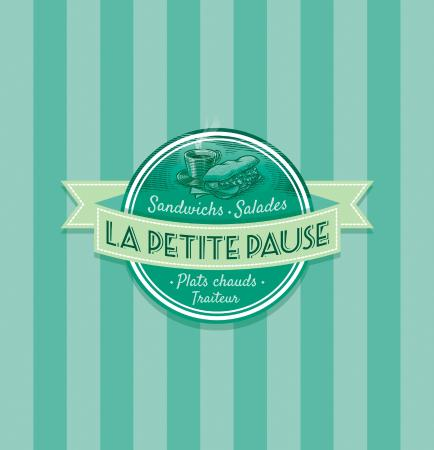 Sandwichs • Salades
LA PETITE PAUSE
• Plats chauds •
Traiteur